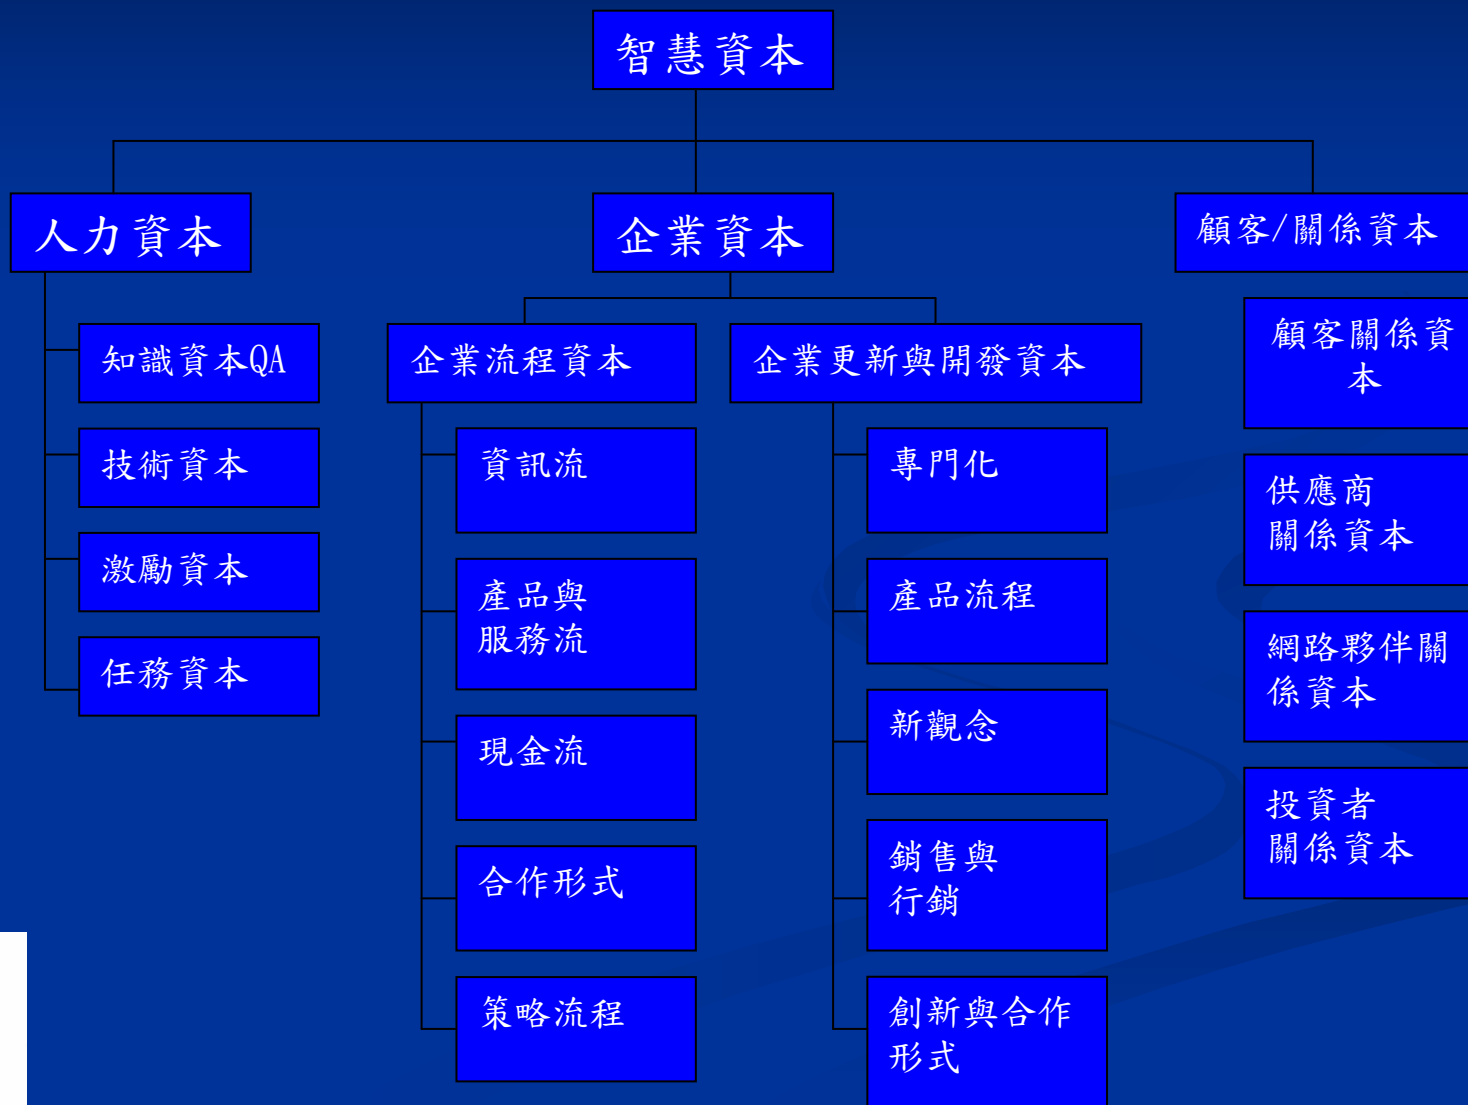 智慧資本
人力資本
企業資本
顧客/關係資本
知識資本QA
技術資本
激勵資本
任務資本
企業流程資本
資訊流
產品與
服務流
現金流
合作形式
策略流程
企業更新與開發資本
專門化
產品流程
新觀念
銷售與
行銷
創新與合作
形式
顧客關係資
本
供應商
關係資本
網路夥伴關
係資本
投資者
關係資本